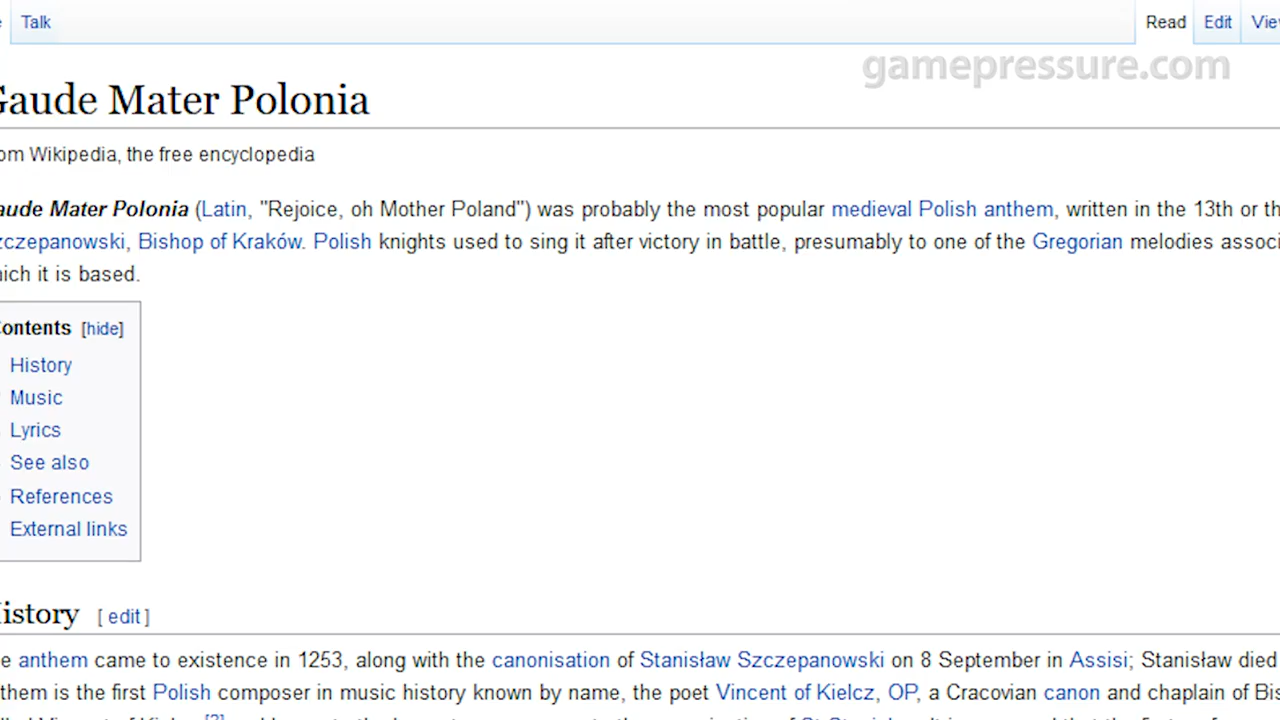 Talk
Read Edit
gamepressure.com
Gaude Mater Polonia
om Wikipedia, the free encyclopedia
aude Mater Polonia (Latin, "Rejoice, oh Mother Poland") was probably the most popular medieval Polish anthem, written in the 13th or th
zczepanowski, Bishop of Kraków. Polish knights used to sing it after victory in battle, presumably to one of the Gregorian melodies associ
hich it is based.
Contents [hide]
History
Music
Lyrics
See also
References
External links
History [ edit ]
e anthem came to existence in 1253, along with the canonisation of Stanisław Szczepanowski on 8 September in Assisi; Stanisław died
them is the first Polish composer in music history known by name, the poet Vincent of Kielcz, OP, a Cracovian canon and chaplain of Bis